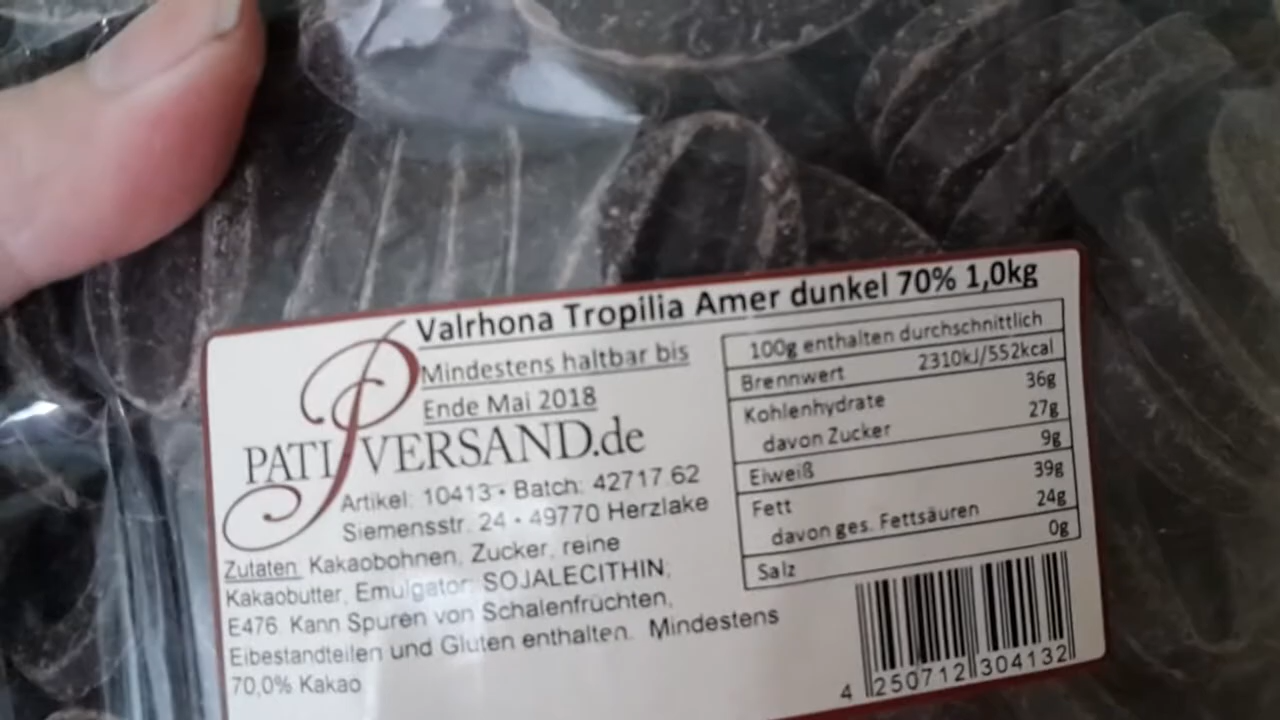 Valrhona Tropilia Amer dunkel 70% 1,0kg
Mindestens haltbar bis
Ende Mai 2018
PATI VERSAND.de
Artikel: 10413 • Batch: 42717 62
Siemensstr. 24 • 49770 Herzlake
Zutaten: Kakaobohnen, Zucker, reine
Kakaobutter, Emulgator: SOJALECITHIN,
E476. Kann Spuren von Schalenfrüchten,
Eibestandteilen und Gluten enthalten. Mindestens
70,0% Kakao
100g enthalten durchschnittlich
Brennwert 2310kJ/552kcal
Kohlenhydrate 36g
davon Zucker 27g
Eiweiß 9g
Fett 39g
davon ges. Fettsäuren 24g
Salz 0g
4 250712 304132